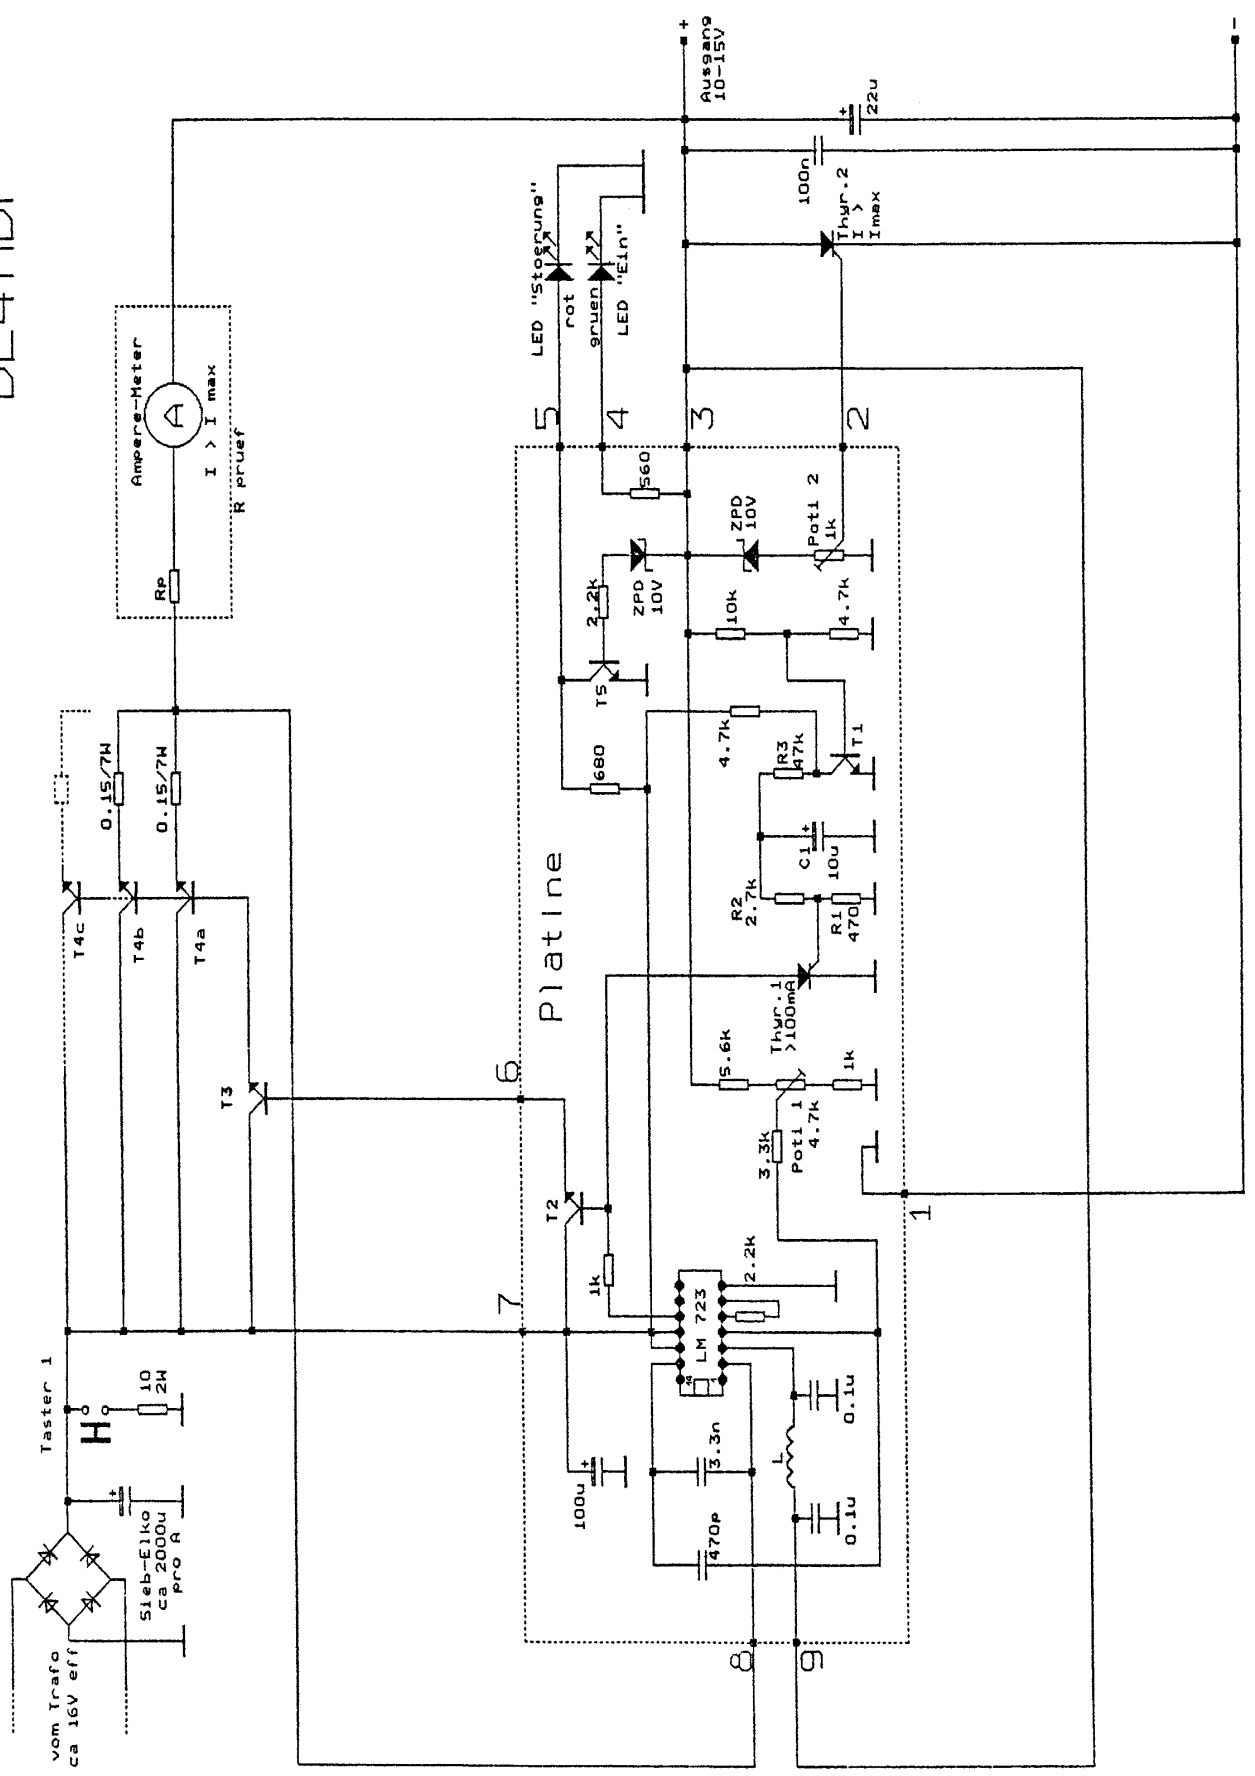 Ausgang
10-15V
+
-
22u
+
100n
Thyr.2
I >
Imax
LED "Stoerung"
rot
gruen
LED "Ein"
Ampere-Meter
A
I > I max
R pruef
Rp
5
4
3
2
560
ZPD
10V
Poti 2
1k
2.2k
ZPD
10V
10k
4.7k
T5
680
4.7k
R3
47k
T1
0.15/7W
0.15/7W
T4c
T4b
T4a
Platine
C1
+
10u
R2
2.7k
R1
470
Thyr.1
>100mA
5.6k
Poti 1
4.7k
1k
3.3k
T3
6
T2
1k
7
1
2.2k
LM 723
14
1
Taster 1
10
2W
+
Sieb-Elko
ca 2000u
pro A
vom Trafo
ca 16V eff
100u
+
3.3n
470p
L
0.1u
0.1u
8
9